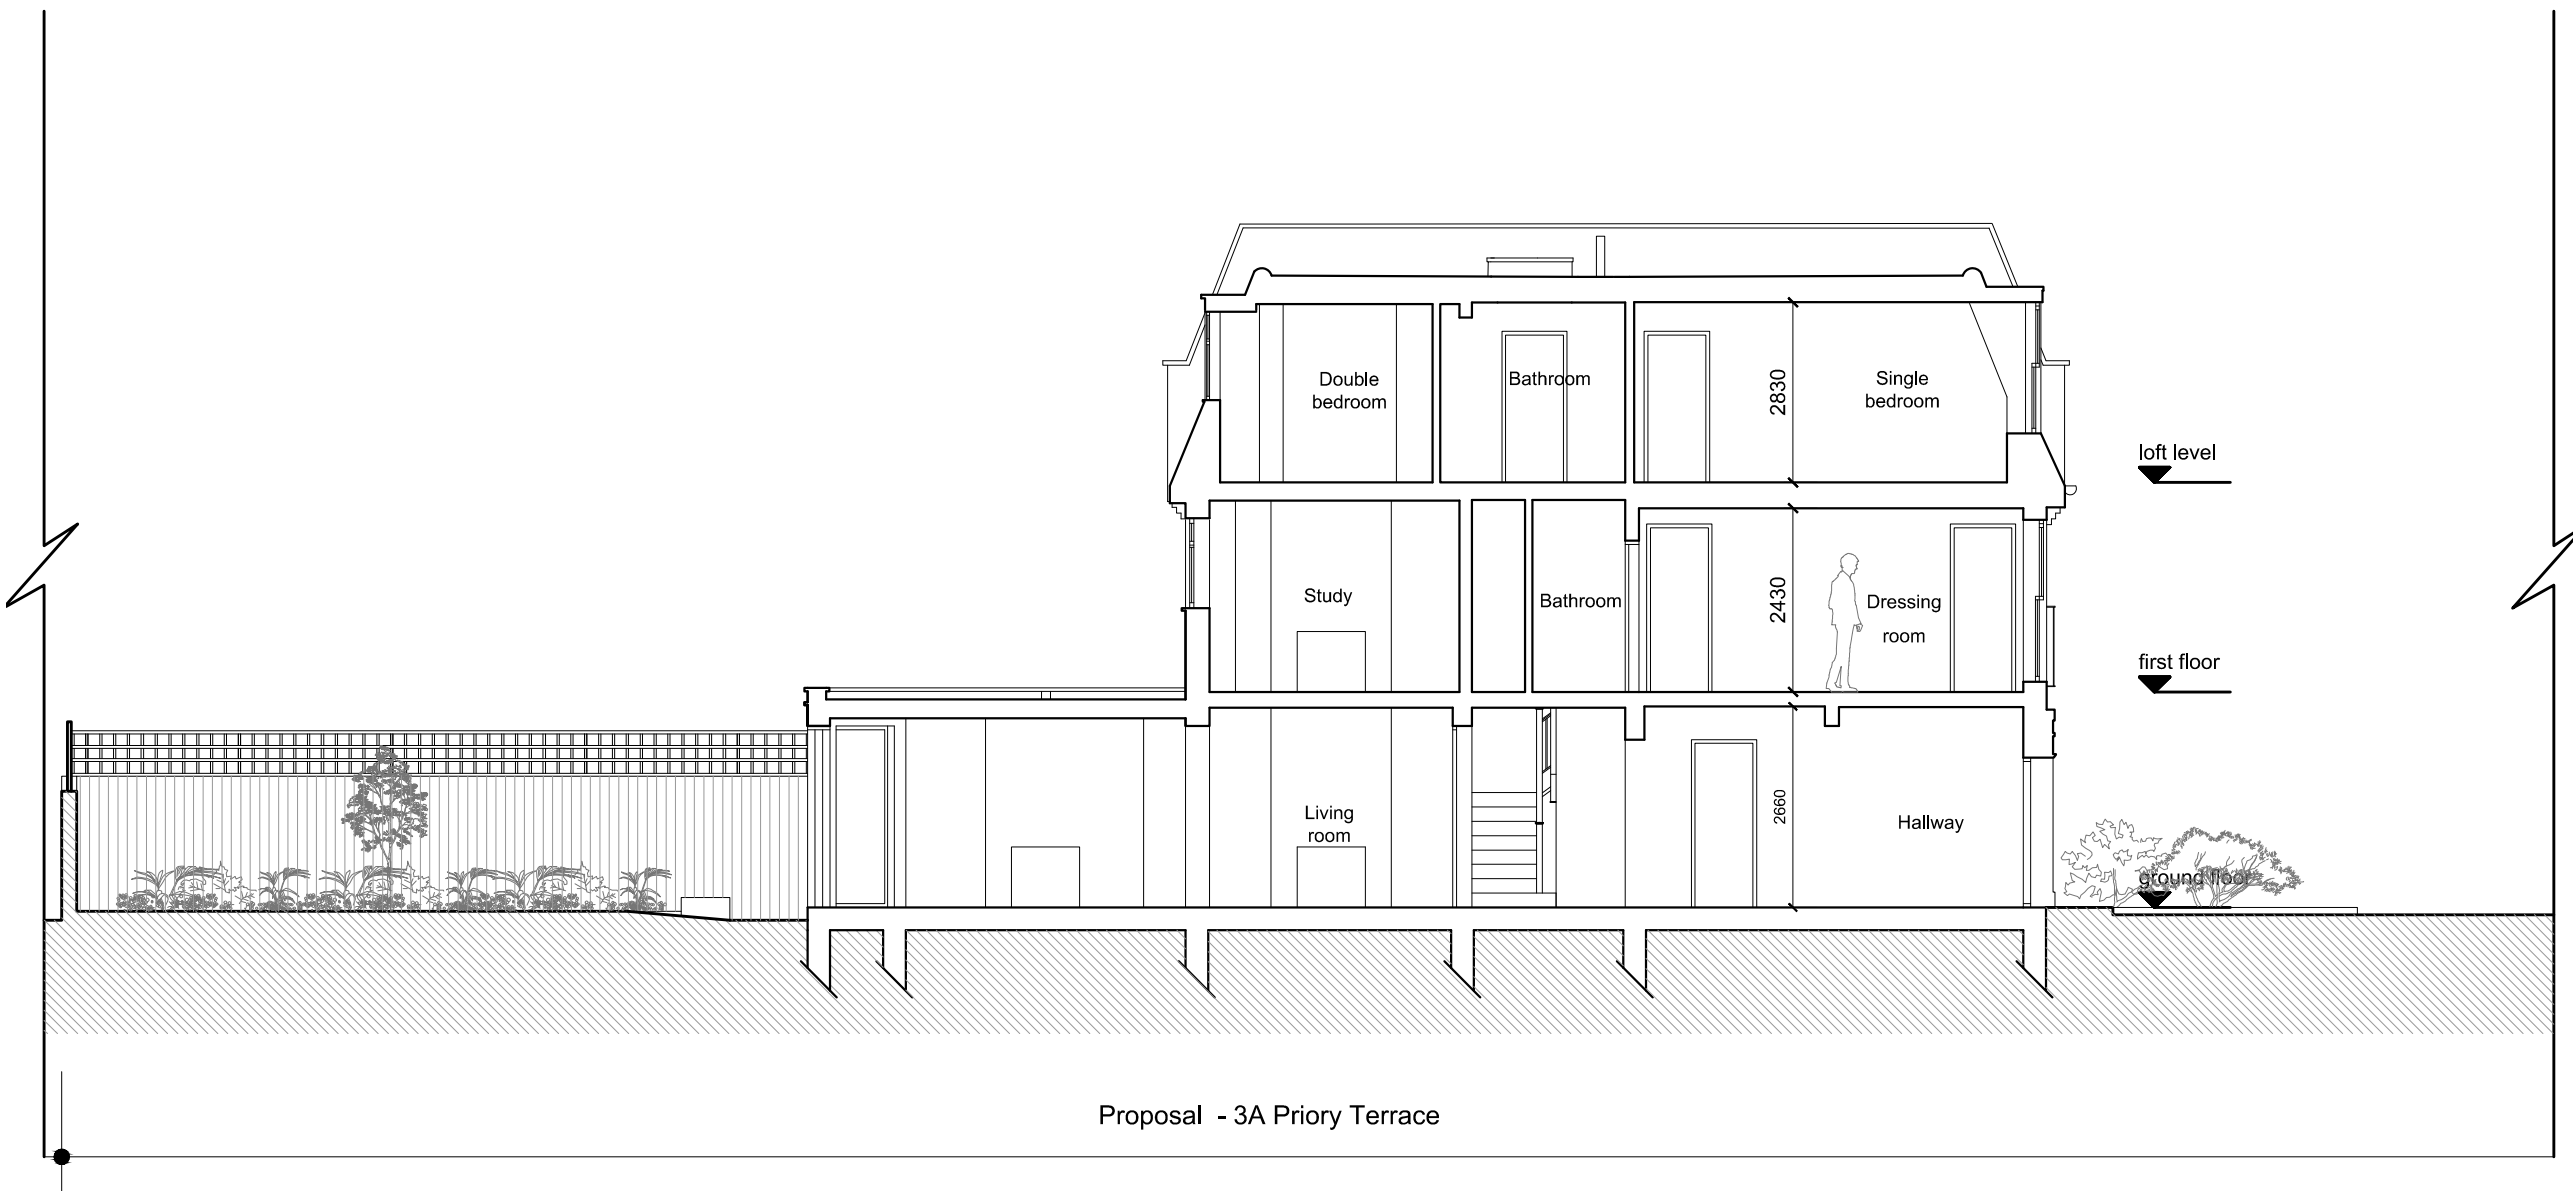 Double
bedroom
Bathroom
2830
Single
bedroom
loft level
Study
Bathroom
2430
Dressing
room
first floor
Living
room
2660
Hallway
ground floor
Proposal - 3A Priory Terrace